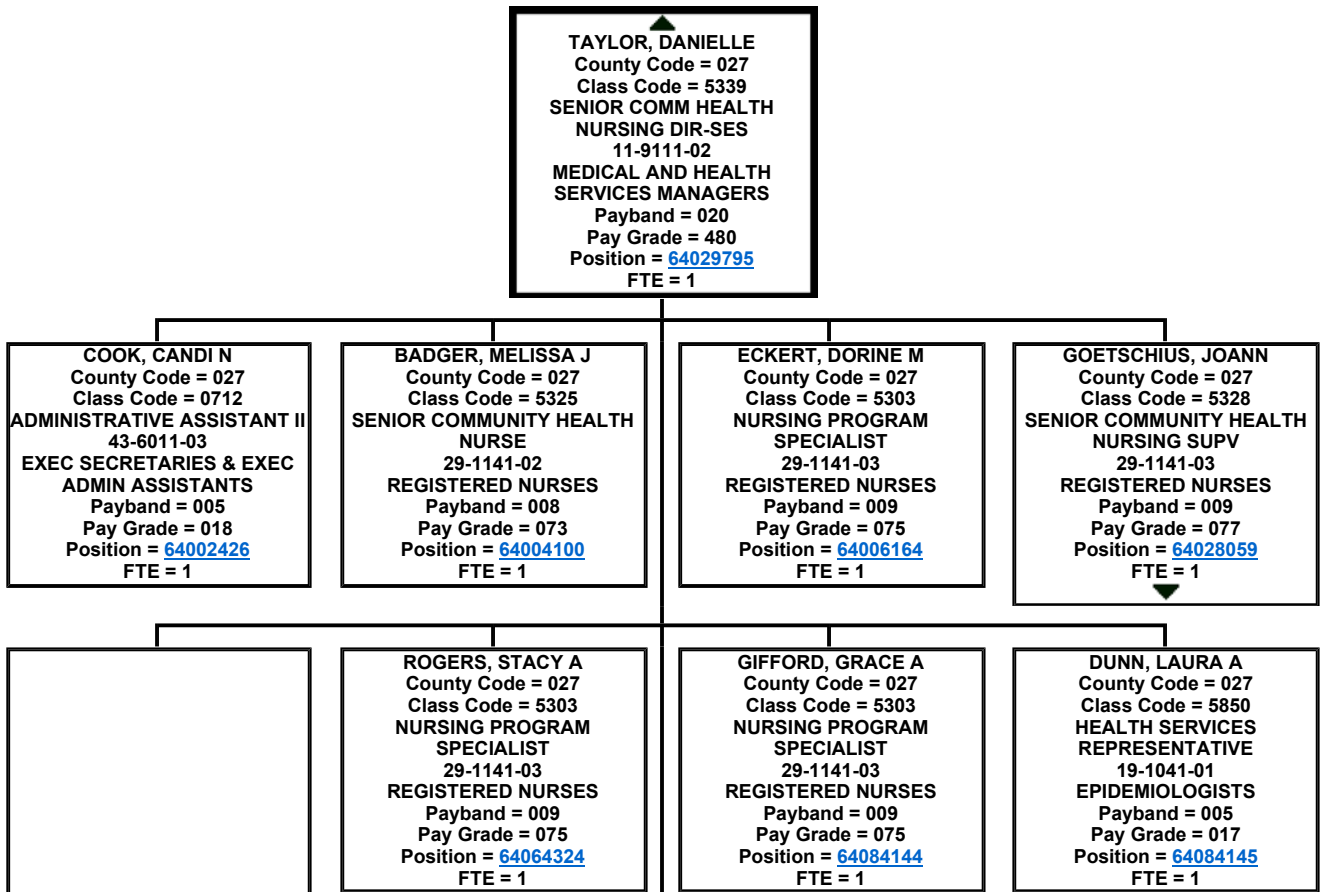 TAYLOR, DANIELLE
County Code = 027
Class Code = 5339
SENIOR COMM HEALTH
NURSING DIR-SES
11-9111-02
MEDICAL AND HEALTH
SERVICES MANAGERS
Payband = 020
Pay Grade = 480
Position = 64029795
FTE = 1
COOK, CANDI N
County Code = 027
Class Code = 0712
ADMINISTRATIVE ASSISTANT II
43-6011-03
EXEC SECRETARIES & EXEC
ADMIN ASSISTANTS
Payband = 005
Pay Grade = 018
Position = 64002426
FTE = 1
BADGER, MELISSA J
County Code = 027
Class Code = 5325
SENIOR COMMUNITY HEALTH
NURSE
29-1141-02
REGISTERED NURSES
Payband = 008
Pay Grade = 073
Position = 64004100
FTE = 1
ECKERT, DORINE M
County Code = 027
Class Code = 5303
NURSING PROGRAM
SPECIALIST
29-1141-03
REGISTERED NURSES
Payband = 009
Pay Grade = 075
Position = 64006164
FTE = 1
GOETSCHIUS, JOANN
County Code = 027
Class Code = 5328
SENIOR COMMUNITY HEALTH
NURSING SUPV
29-1141-03
REGISTERED NURSES
Payband = 009
Pay Grade = 077
Position = 64028059
FTE = 1
ROGERS, STACY A
County Code = 027
Class Code = 5303
NURSING PROGRAM
SPECIALIST
29-1141-03
REGISTERED NURSES
Payband = 009
Pay Grade = 075
Position = 64064324
FTE = 1
GIFFORD, GRACE A
County Code = 027
Class Code = 5303
NURSING PROGRAM
SPECIALIST
29-1141-03
REGISTERED NURSES
Payband = 009
Pay Grade = 075
Position = 64084144
FTE = 1
DUNN, LAURA A
County Code = 027
Class Code = 5850
HEALTH SERVICES
REPRESENTATIVE
19-1041-01
EPIDEMIOLOGISTS
Payband = 005
Pay Grade = 017
Position = 64084145
FTE = 1